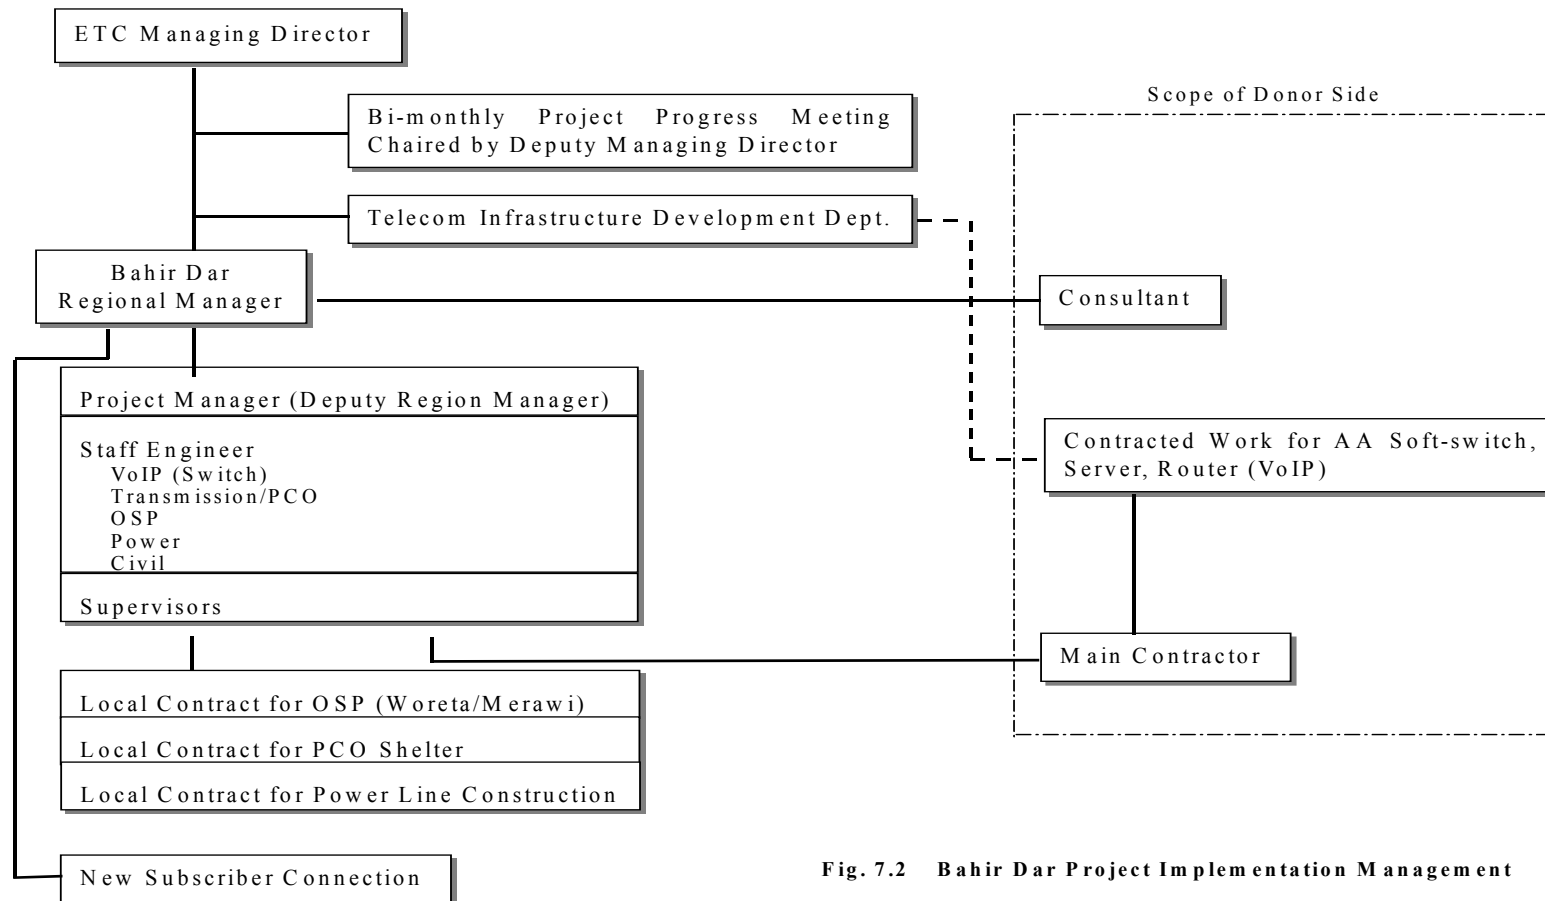 ETC Managing Director
Scope of Donor Side
Bi-monthly Project Progress Meeting
Chaired by Deputy Managing Director
Telecom Infrastructure Development Dept.
Bahir Dar
Regional Manager
Consultant
Project Manager (Deputy Region Manager)
Staff Engineer
VoIP (Switch)
Transmission/PCO
OSP
Power
Civil
Supervisors
Contracted Work for AA Soft-switch,
Server, Router (VoIP)
Main Contractor
Local Contract for OSP (Woreta/Merawi)
Local Contract for PCO Shelter
Local Contract for Power Line Construction
New Subscriber Connection
Fig. 7.2 Bahir Dar Project Implementation Management